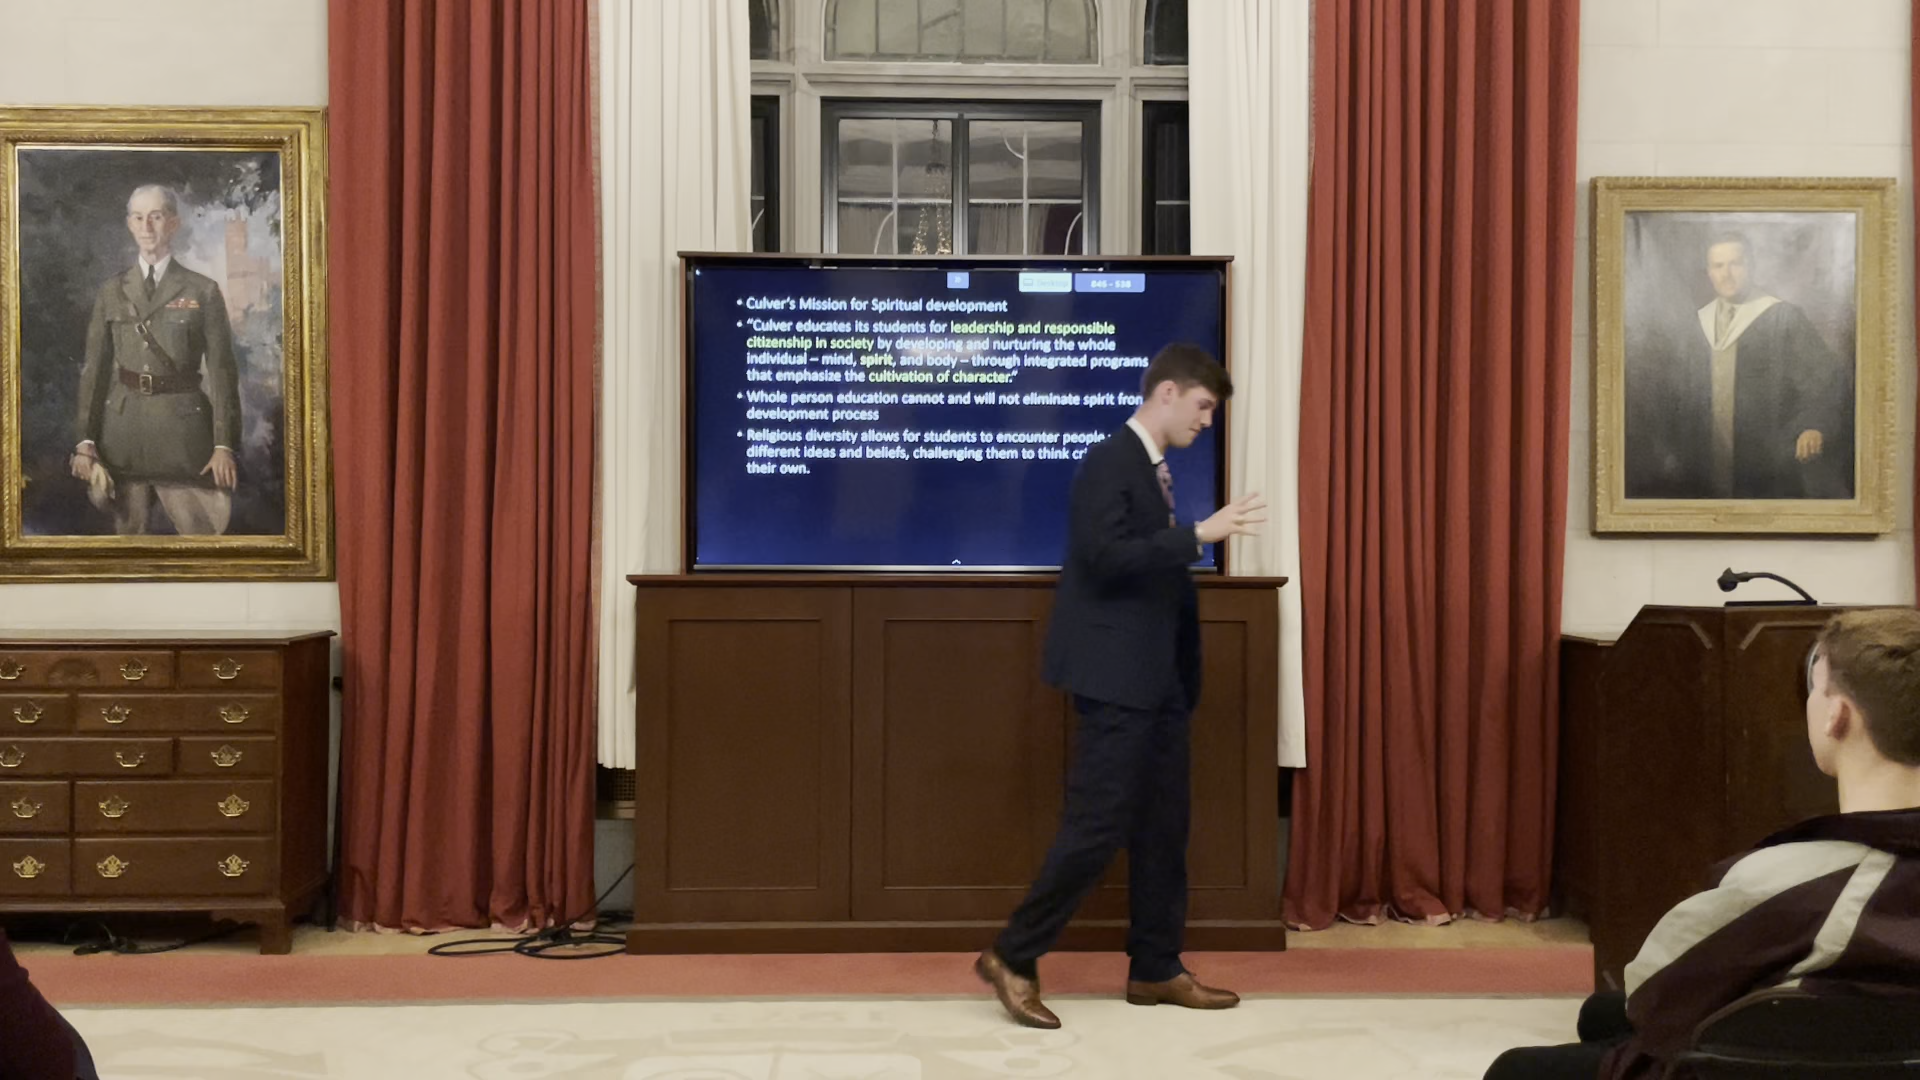 Desktop
845 - 538
• Culver's Mission for Spiritual development
• "Culver educates its students for leadership and responsible
citizenship in society by developing and nurturing the whole
individual – mind, spirit, and body – through integrated programs
that emphasize the cultivation of character."
• Whole person education cannot and will not eliminate spirit from
development process
• Religious diversity allows for students to encounter people
different ideas and beliefs, challenging them to think
their own.